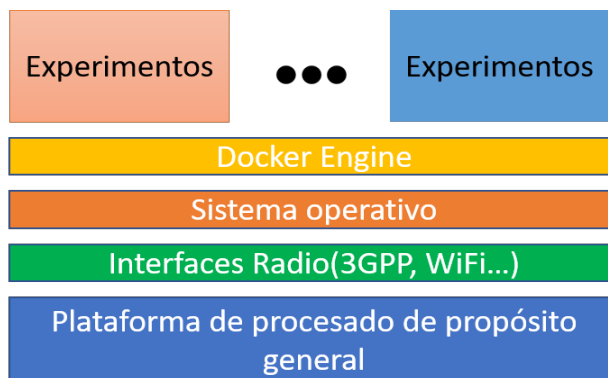 Experimentos
Experimentos
Docker Engine
Sistema operativo
Interfaces Radio(3GPP, WiFi...)
Plataforma de procesado de propósito
general